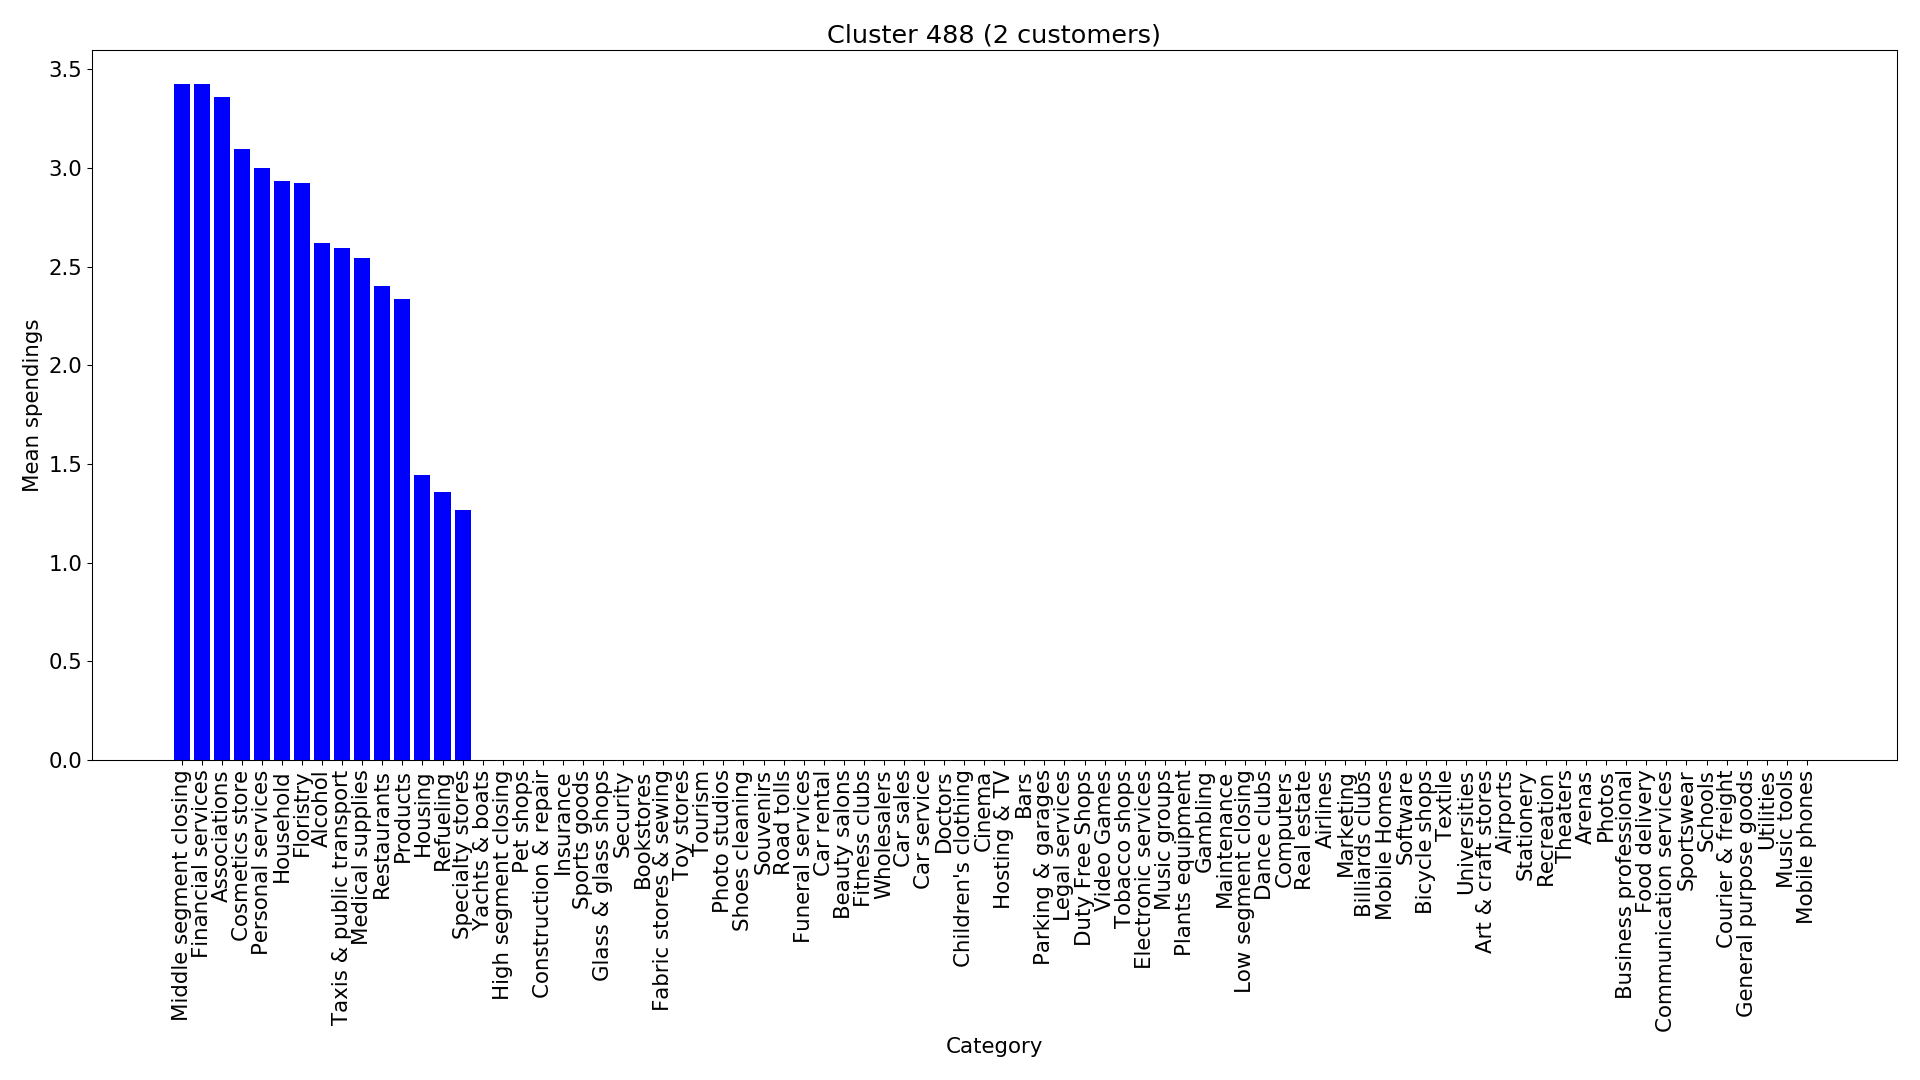 Cluster 488 (2 customers)
3.5
3.0
2.5
2.0
1.5
1.0
0.5
0.0
Mean spendings
Middle segment closing
Financial services
Associations
Cosmetics store
Personal services
Household
Floristry
Alcohol
Taxis & public transport
Medical supplies
Restaurants
Products
Housing
Refuelling
Specialty stores
Yachts & boats
High segment closing
Pet shops
Construction & repair
Insurance
Sports goods
Glass & glass shops
Security
Bookstores
Fabric stores & sewing
Toy stores
Tourism
Photo studios
Shoes cleaning
Souvenirs
Road tolls
Funeral services
Car rental
Beauty salons
Fitness clubs
Wholesalers
Car sales
Car service
Doctors
Children's clothing
Cinema
Hosting & TV
Bars
Parking & garages
Legal services
Duty Free Shops
Video Games
Tobacco shops
Electronic services
Music groups
Plants equipment
Gambling
Maintenance
Low segment closing
Dance clubs
Computers
Real estate
Airlines
Marketing
Billiards clubs
Mobile Homes
Software
Bicycle shops
Textile
Universities
Art & craft stores
Airports
Stationery
Recreation
Theaters
Arenas
Photos
Business professional
Food delivery
Communication services
Sportswear
Schools
Courier & freight
General purpose goods
Utilities
Music tools
Mobile phones
Category